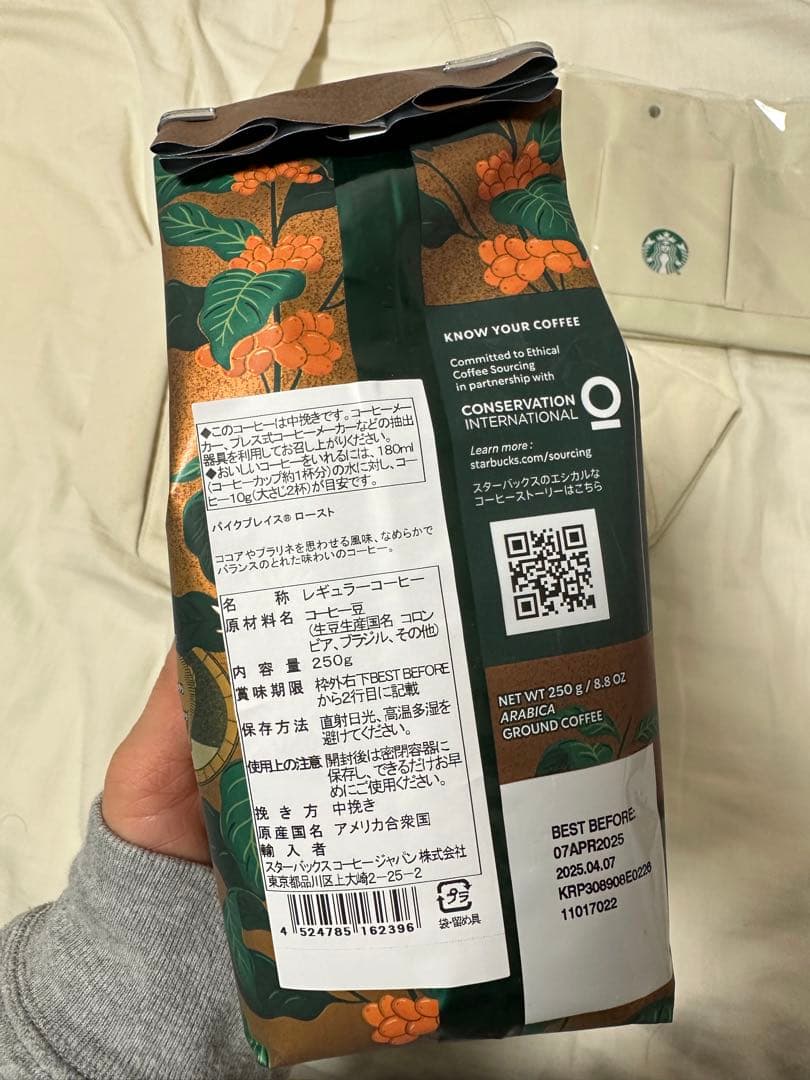 KNOW YOUR COFFEE
Committed to Ethical
Coffee Sourcing
in partnership with
CONSERVATION
INTERNATIONAL
Learn more:
starbucks.com/sourcing
スターバックスのエシカルな
コーヒーストーリーはこちら
NET WT 250 g / 8.8 OZ
ARABICA
GROUND COFFEE
BEST BEFORE:
07APR2025
2025.04.07
KRP308908E0226
11017022
◆このコーヒーは中挽きです。コーヒーメー
カー、プレス式コーヒーメーカーなどの抽出
器具を利用してお召し上がりください。
◆おいしいコーヒーをいれるには、180ml
(コーヒーカップ約1杯分)の水に対し、コー
ヒー10g(大さじ2杯)が目安です。
パイクプレイス® ロースト
ココアやプラリネを思わせる風味、なめらかで
バランスのとれた味わいのコーヒー。
名称 レギュラーコーヒー
原材料名 コーヒー豆
(生豆生産国名 コロン
ビア、ブラジル、その他)
内容量 250g
賞味期限 枠外右下BEST BEFORE
から2行目に記載
保存方法 直射日光、高温多湿を
避けてください。
使用上の注意 開封後は密閉容器に
保存し、できるだけお早
めにご使用ください。
挽き方 中挽き
原産国名 アメリカ合衆国
輸入者
スターバックス コーヒー ジャパン 株式会社
東京都品川区上大崎2-25-2
4 524785 162396
プラ
袋・留め具